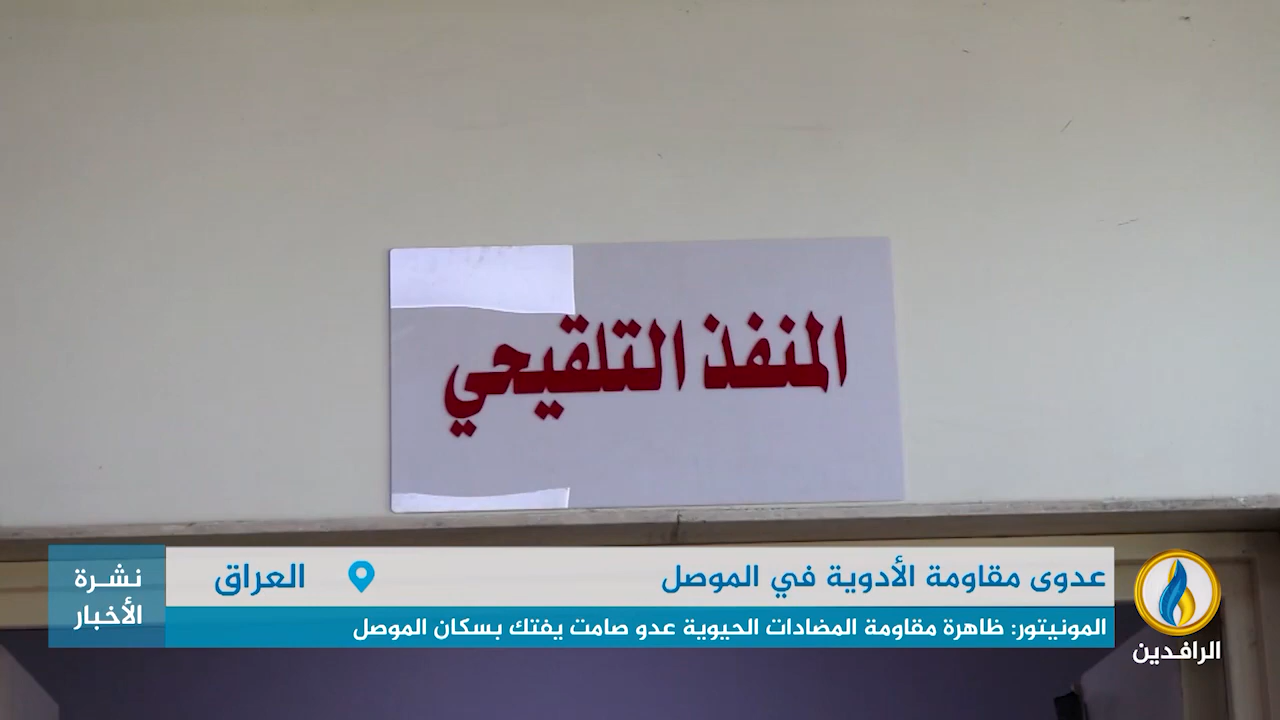 المنفذ التلقيحي
عدوى مقاومة الأدوية في الموصل
العراق
المونيتور: ظاهرة مقاومة المضادات الحيوية عدو صامت يفتك بسكان الموصل
نشرة
الأخبار
الرافدين